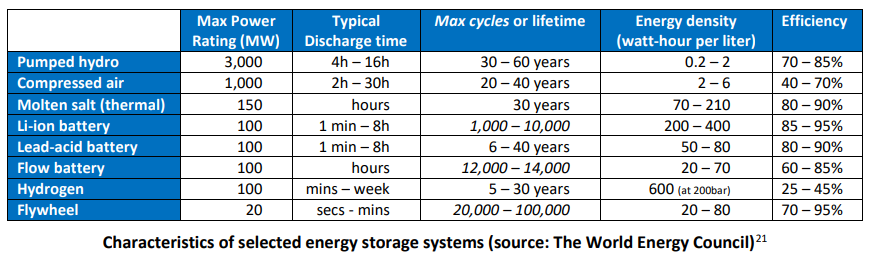 Max Power Rating (MW) Typical Discharge time Max cycles or lifetime Energy density (watt-hour per liter) Efficiency
Pumped hydro 3,000 4h – 16h 30 – 60 years 0.2 – 2 70 – 85%
Compressed air 1,000 2h – 30h 20 – 40 years 2 – 6 40 – 70%
Molten salt (thermal) 150 hours 30 years 70 – 210 80 – 90%
Li-ion battery 100 1 min – 8h 1,000 – 10,000 200 – 400 85 – 95%
Lead-acid battery 100 1 min – 8h 6 – 40 years 50 – 80 80 – 90%
Flow battery 100 hours 12,000 – 14,000 20 – 70 60 – 85%
Hydrogen 100 mins – week 5 – 30 years 600 (at 200bar) 25 – 45%
Flywheel 20 secs - mins 20,000 – 100,000 20 – 80 70 – 95%
Characteristics of selected energy storage systems (source: The World Energy Council)21